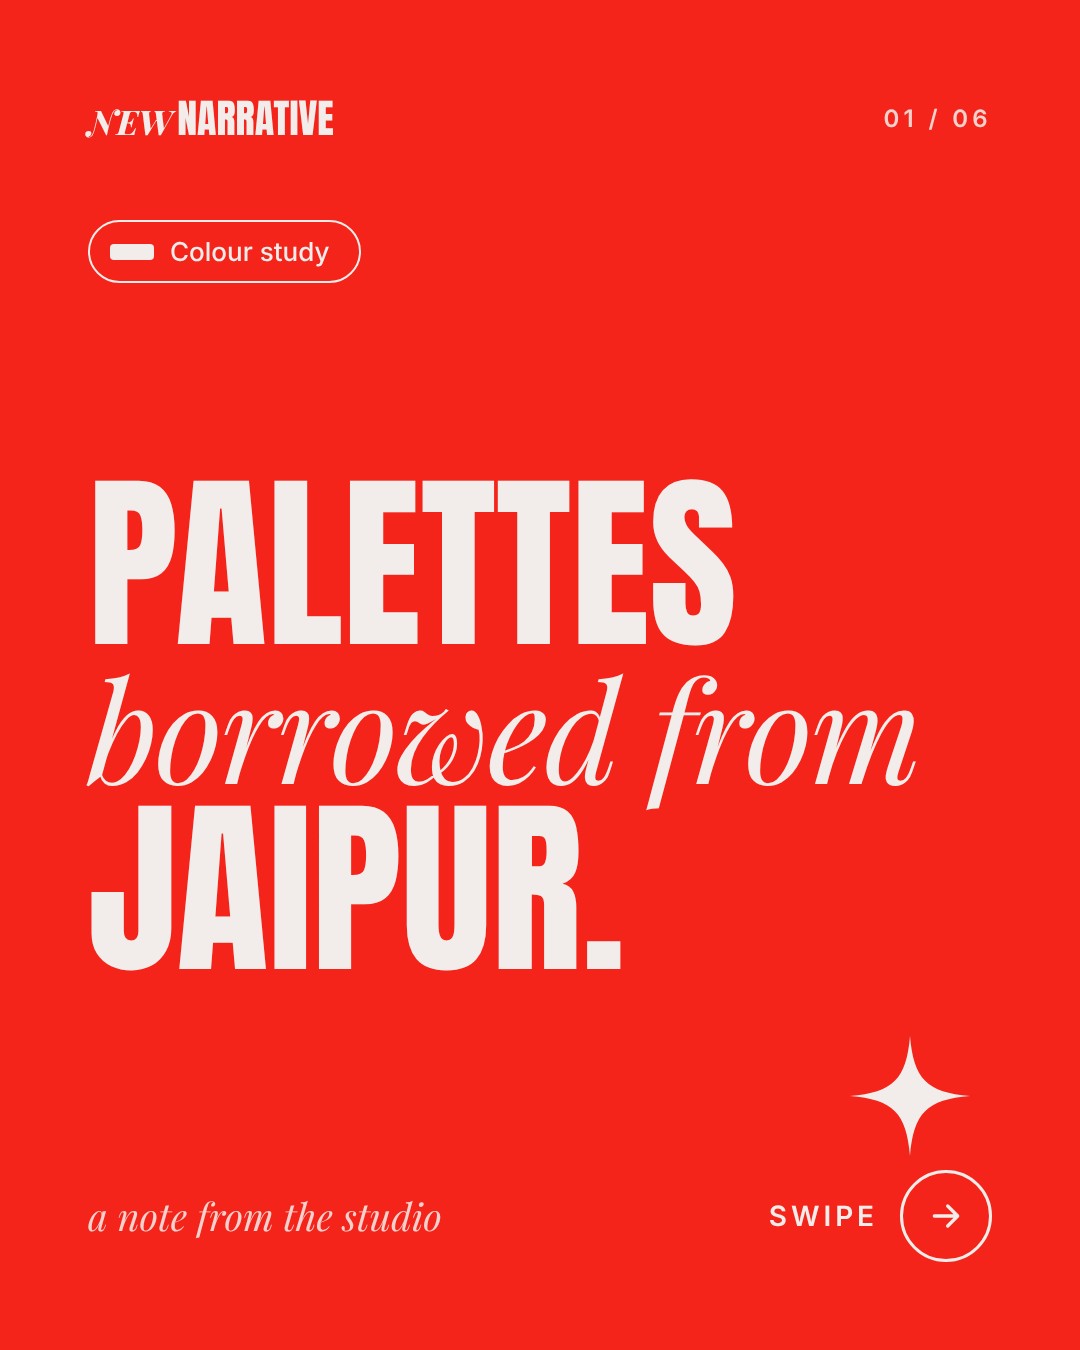 NEW NARRATIVE
01 / 06
Colour study
PALETTES
borrowed from
JAIPUR.
a note from the studio
SWIPE